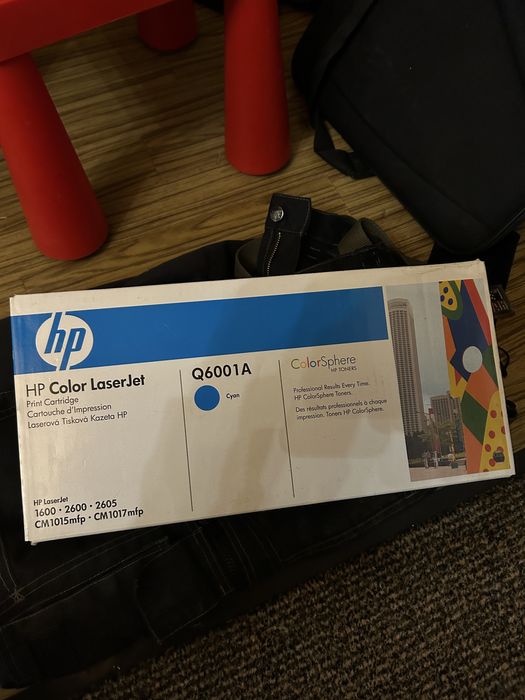 hp
HP Color LaserJet
Print Cartridge
Cartouche d'Impression
Laserová Tisková Kazeta HP
HP LaserJet
1600 • 2600 • 2605
CM1015mfp • CM1017mfp
Q6001A
Cyan
ColorSphere
HP TONERS
Professional Results Every Time.
HP ColorSphere Toners.
Des résultats professionnels à chaque
impression. Toners HP ColorSphere.